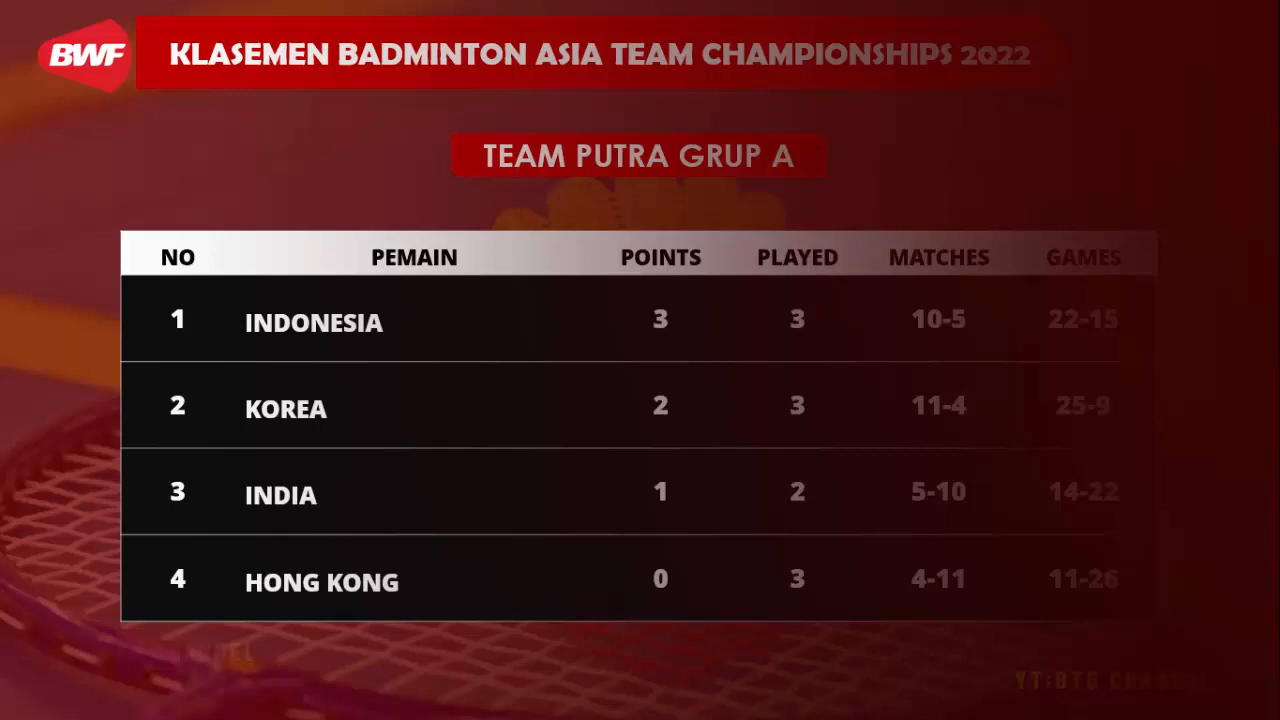 BWF
KLASEMEN BADMINTON ASIA TEAM CHAMPIONSHIPS 2022
TEAM PUTRA GRUP A
NO PEMAIN POINTS PLAYED MATCHES GAMES
1 INDONESIA 3 3 10-5 22-15
2 KOREA 2 3 11-4 25-9
3 INDIA 1 2 5-10 14-22
4 HONG KONG 0 3 4-11 11-26
YT:BTG